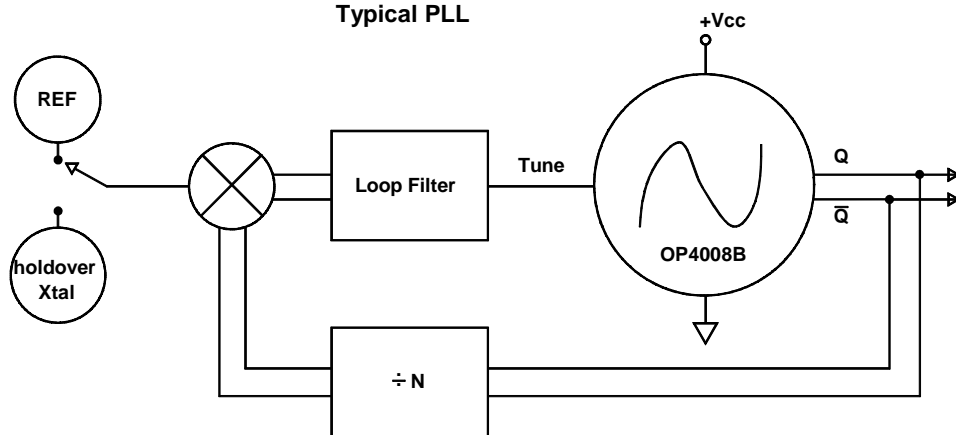 Typical PLL
+Vcc
REF
Q
Tune
Loop Filter
Q̅
OP4008B
holdover
Xtal
÷ N